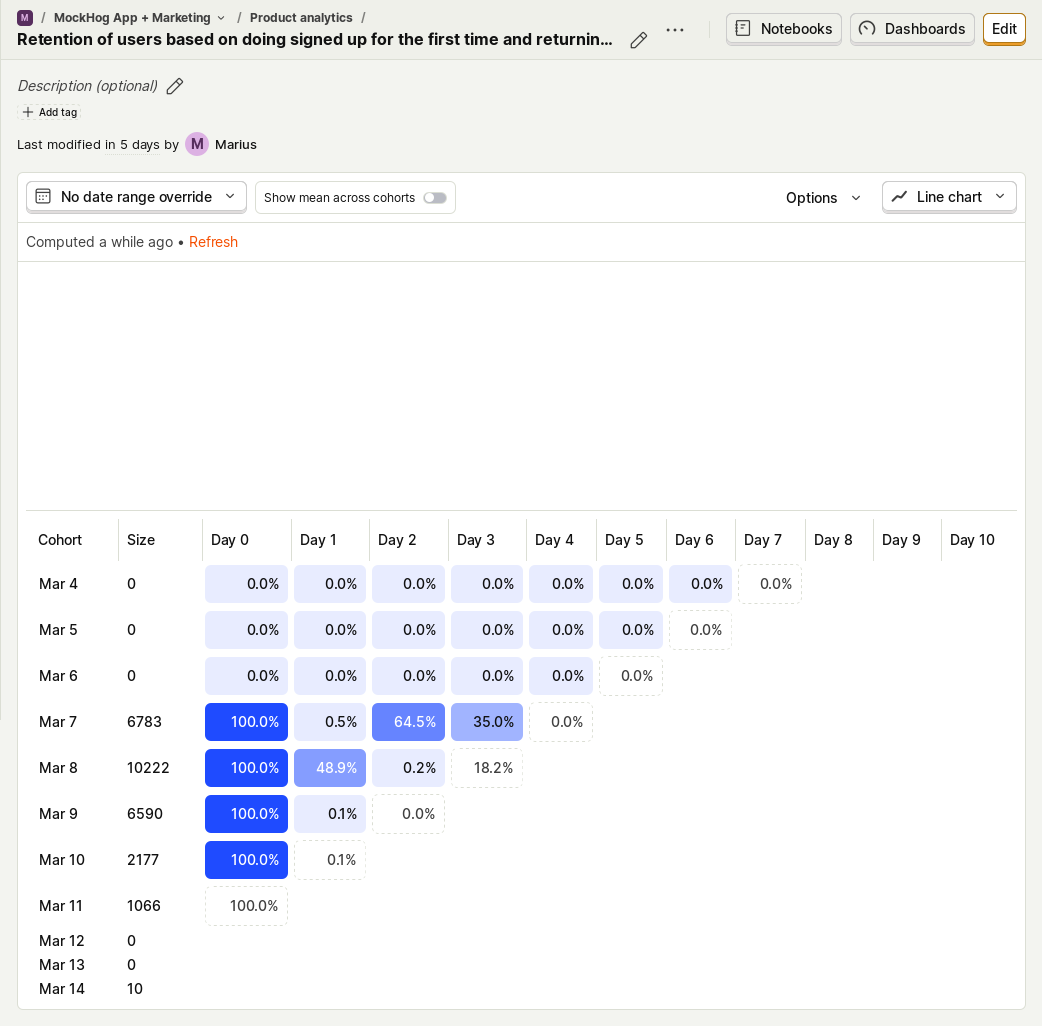 M / MockHog App + Marketing / Product analytics /
Retention of users based on doing signed up for the first time and returnin...
Notebooks
Dashboards
Edit
Description (optional)
+ Add tag
Last modified in 5 days by M Marius
No date range override
Show mean across cohorts
Options
Line chart
Computed a while ago • Refresh
Cohort Size Day 0 Day 1 Day 2 Day 3 Day 4 Day 5 Day 6 Day 7 Day 8 Day 9 Day 10
Mar 4 0 0.0% 0.0% 0.0% 0.0% 0.0% 0.0% 0.0% 0.0%
Mar 5 0 0.0% 0.0% 0.0% 0.0% 0.0% 0.0% 0.0%
Mar 6 0 0.0% 0.0% 0.0% 0.0% 0.0% 0.0%
Mar 7 6783 100.0% 0.5% 64.5% 35.0% 0.0%
Mar 8 10222 100.0% 48.9% 0.2% 18.2%
Mar 9 6590 100.0% 0.1% 0.0%
Mar 10 2177 100.0% 0.1%
Mar 11 1066 100.0%
Mar 12 0
Mar 13 0
Mar 14 10